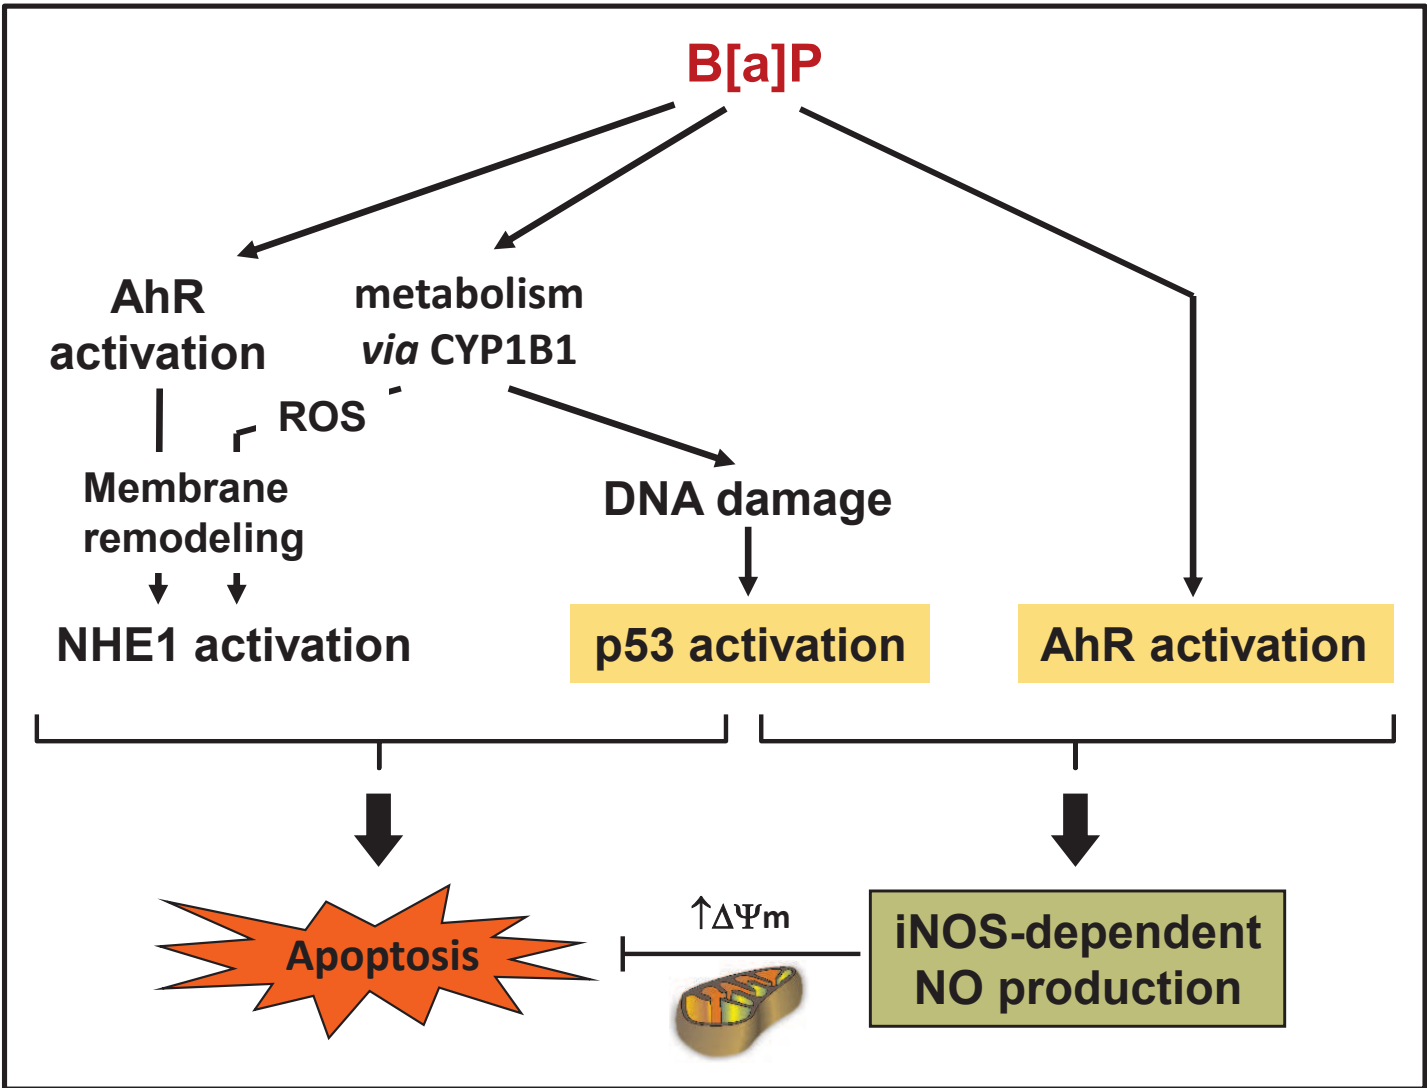 B[a]P
AhR
activation
metabolism
via CYP1B1
ROS
Membrane
remodeling
DNA damage
NHE1 activation
p53 activation
AhR activation
Apoptosis
↑ΔΨm
iNOS-dependent
NO production